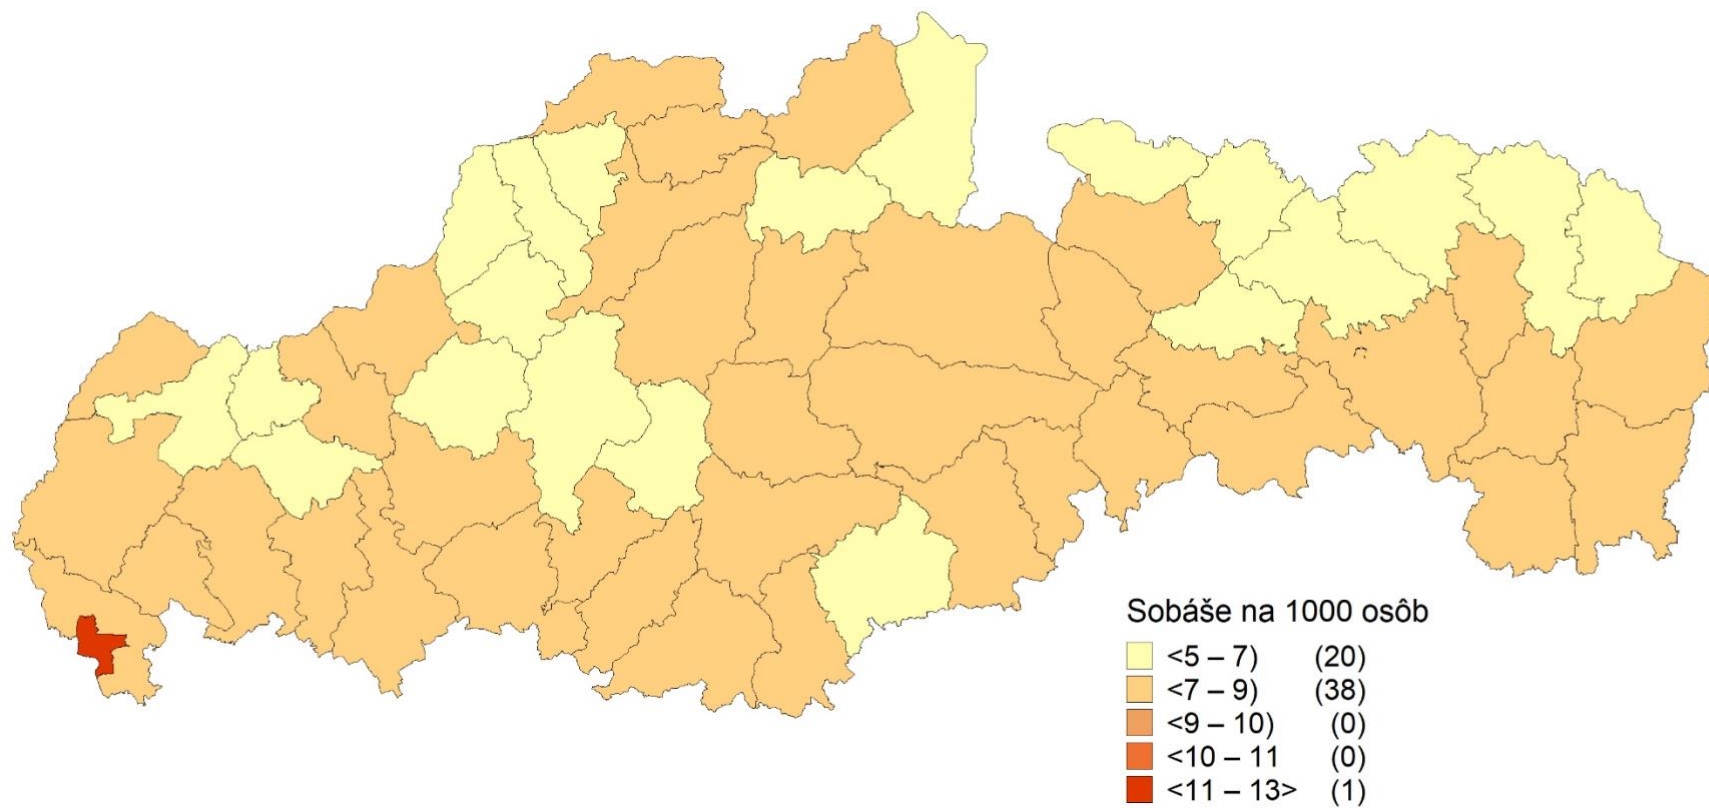 Sobáše na 1000 osôb
<5 – 7) (20)
<7 – 9) (38)
<9 – 10) (0)
<10 – 11 (0)
<11 – 13> (1)